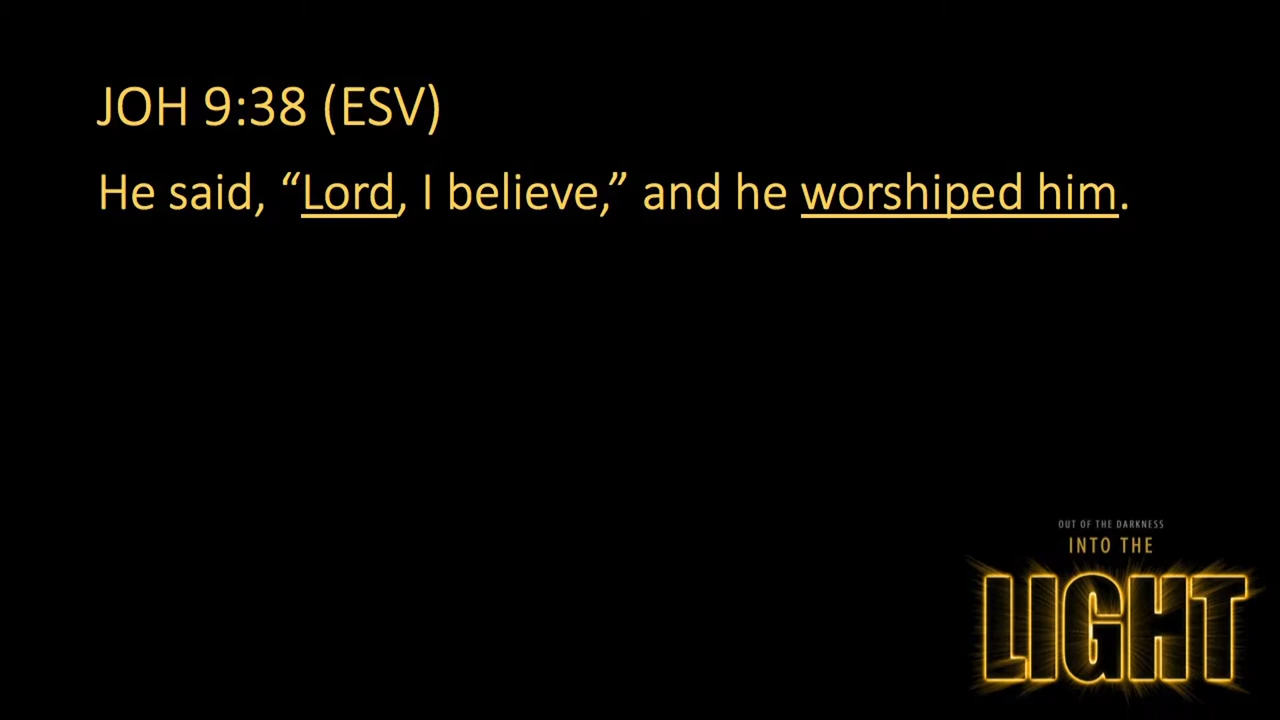 JOH 9:38 (ESV)
He said, “Lord, I believe,” and he worshiped him.
OUT OF THE DARKNESS
INTO THE
LIGHT